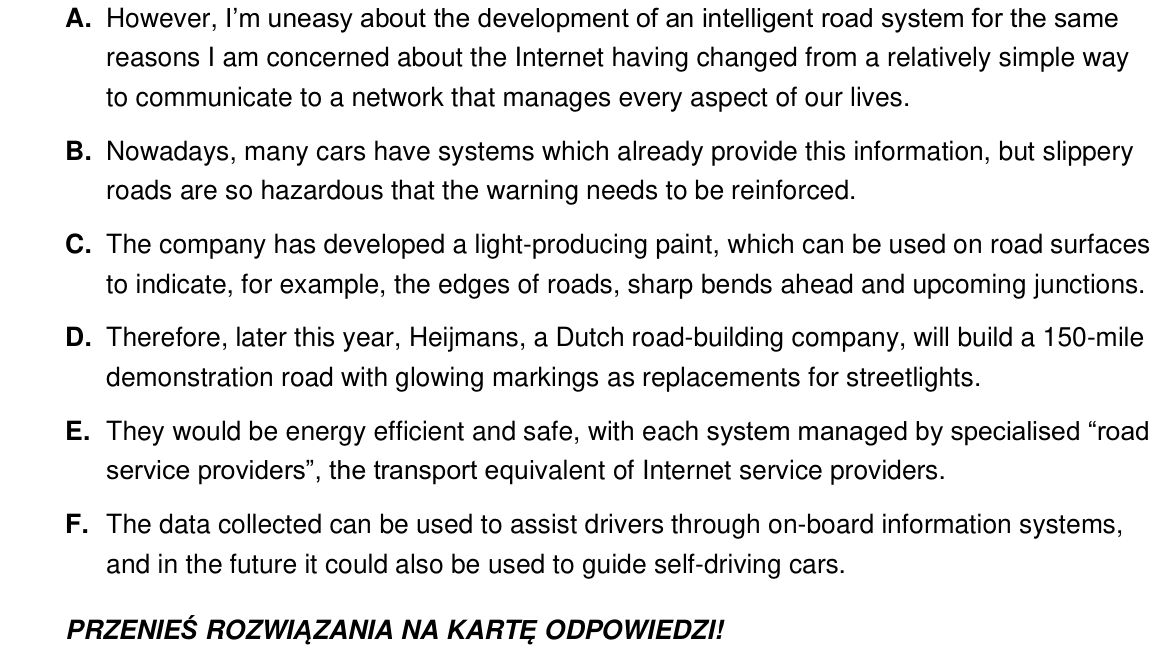 A. However, I’m uneasy about the development of an intelligent road system for the same
reasons I am concerned about the Internet having changed from a relatively simple way
to communicate to a network that manages every aspect of our lives.
B. Nowadays, many cars have systems which already provide this information, but slippery
roads are so hazardous that the warning needs to be reinforced.
C. The company has developed a light-producing paint, which can be used on road surfaces
to indicate, for example, the edges of roads, sharp bends ahead and upcoming junctions.
D. Therefore, later this year, Heijmans, a Dutch road-building company, will build a 150-mile
demonstration road with glowing markings as replacements for streetlights.
E. They would be energy efficient and safe, with each system managed by specialised “road
service providers”, the transport equivalent of Internet service providers.
F. The data collected can be used to assist drivers through on-board information systems,
and in the future it could also be used to guide self-driving cars.
PRZENIEŚ ROZWIĄZANIA NA KARTĘ ODPOWIEDZI!